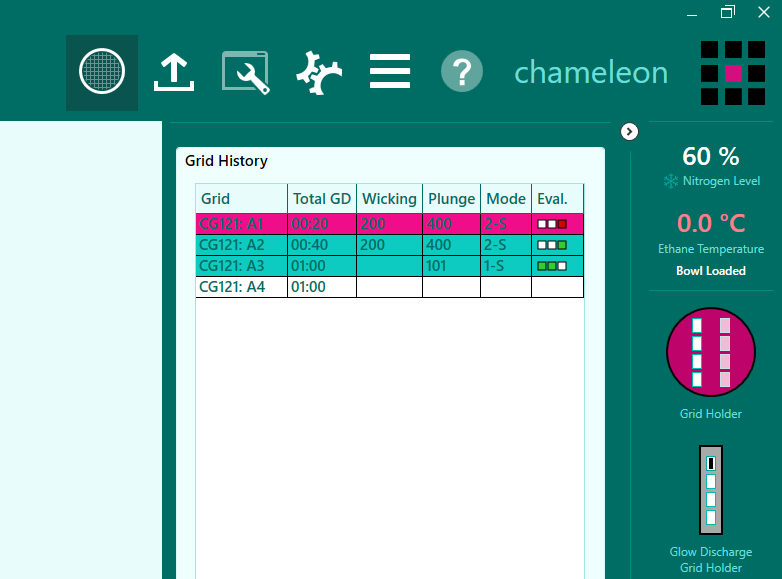 ?
chameleon
Grid History
Grid Total GD Wicking Plunge Mode Eval.
CG121: A1 00:20 200 400 2-S
CG121: A2 00:40 200 400 2-S
CG121: A3 01:00 101 1-S
CG121: A4 01:00
60 %
Nitrogen Level
0.0 °C
Ethane Temperature
Bowl Loaded
Grid Holder
Glow Discharge
Grid Holder